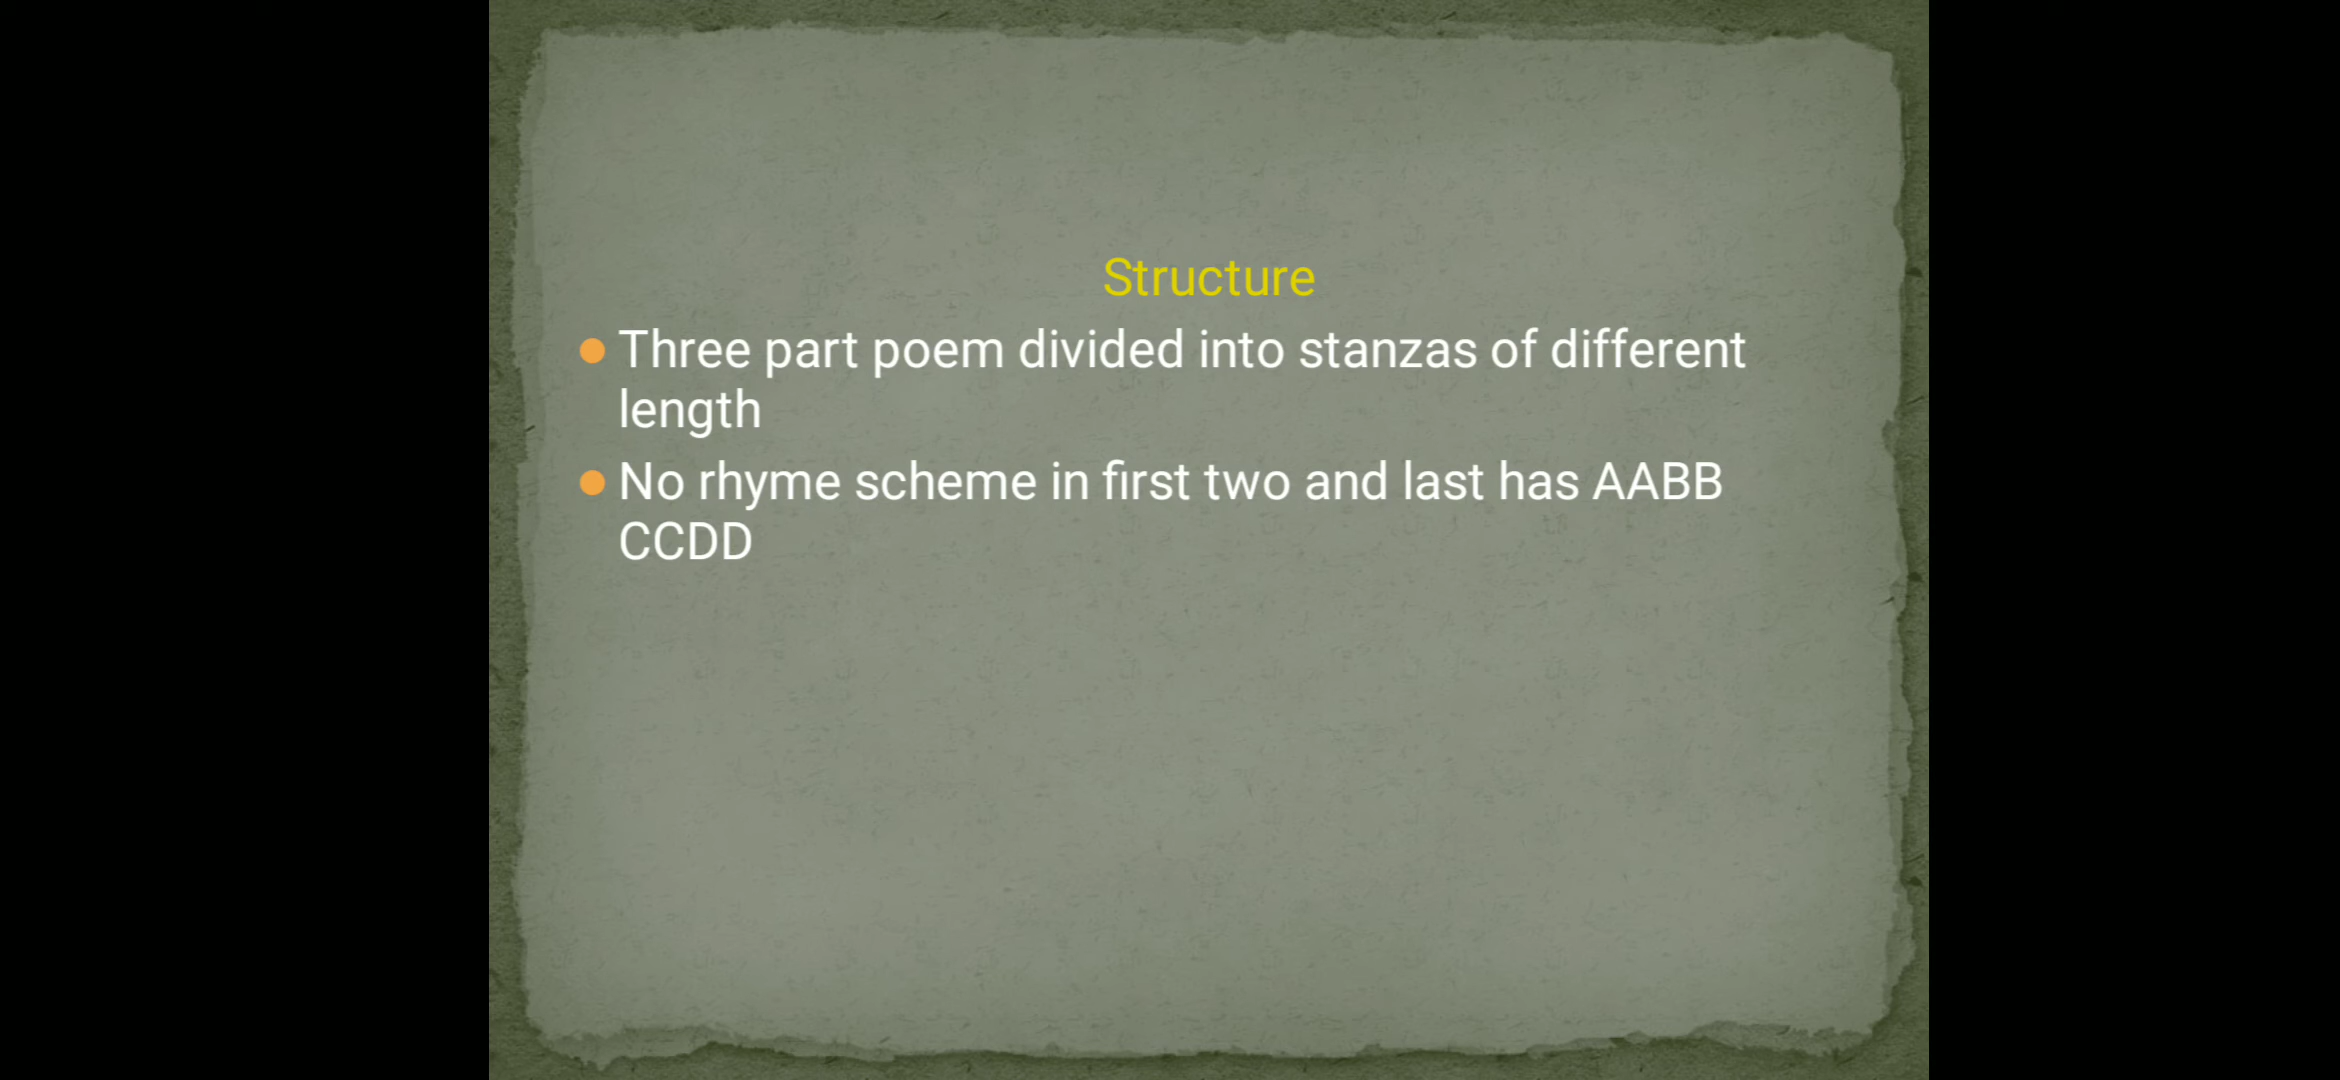 Structure
Three part poem divided into stanzas of different
length
No rhyme scheme in first two and last has AABB
CCDD